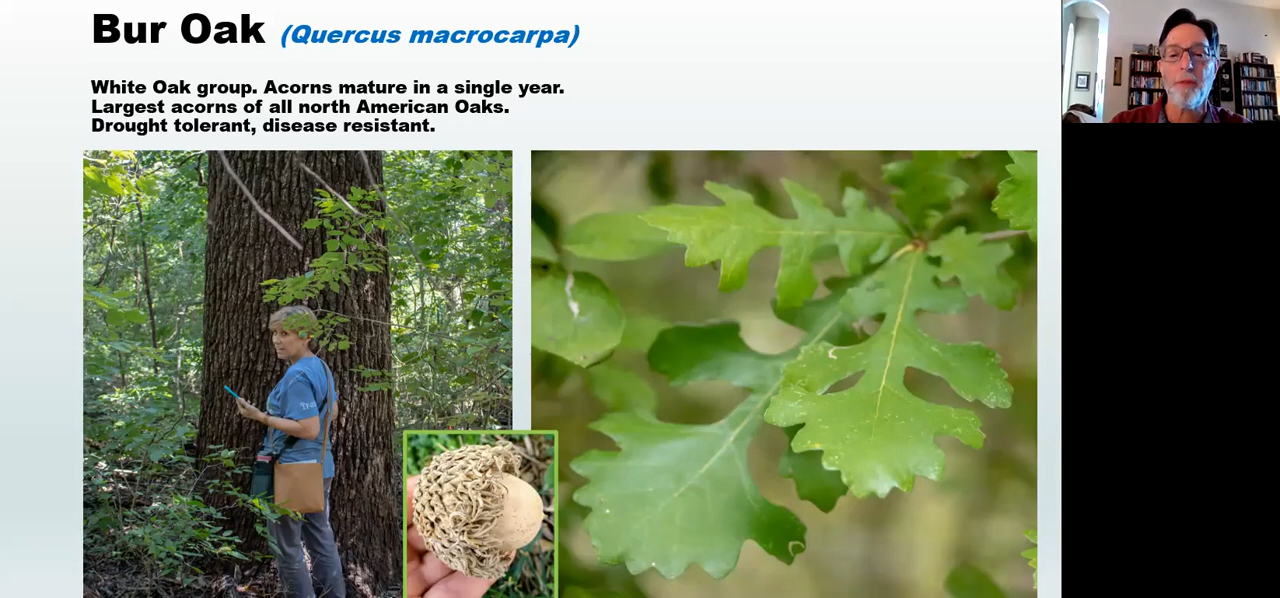 Bur Oak (Quercus macrocarpa)
White Oak group. Acorns mature in a single year.
Largest acorns of all north American Oaks.
Drought tolerant, disease resistant.